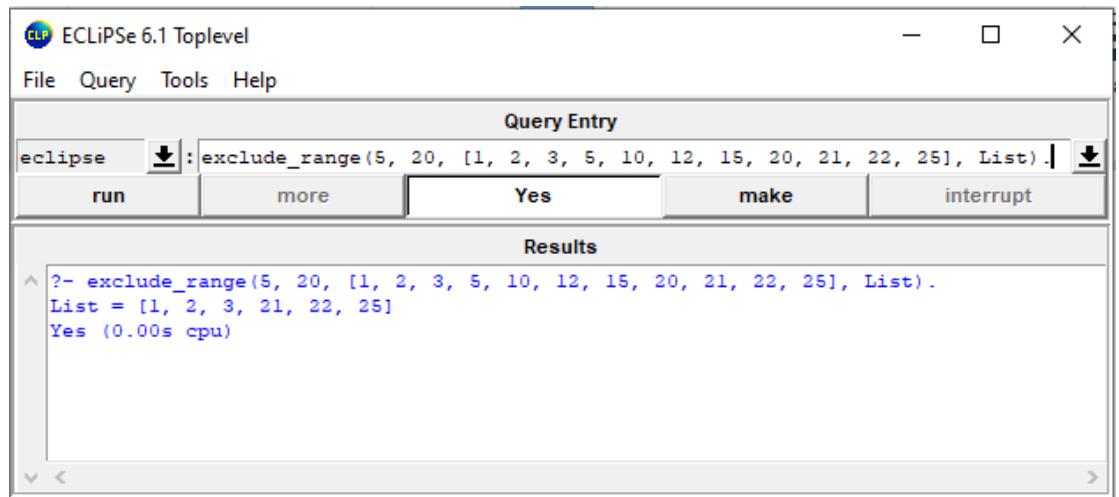 CLP ECLiPSe 6.1 Toplevel
File Query Tools Help
Query Entry
eclipse : exclude_range(5, 20, [1, 2, 3, 5, 10, 12, 15, 20, 21, 22, 25], List).
run more Yes make interrupt
Results
?- exclude_range(5, 20, [1, 2, 3, 5, 10, 12, 15, 20, 21, 22, 25], List).
List = [1, 2, 3, 21, 22, 25]
Yes (0.00s cpu)